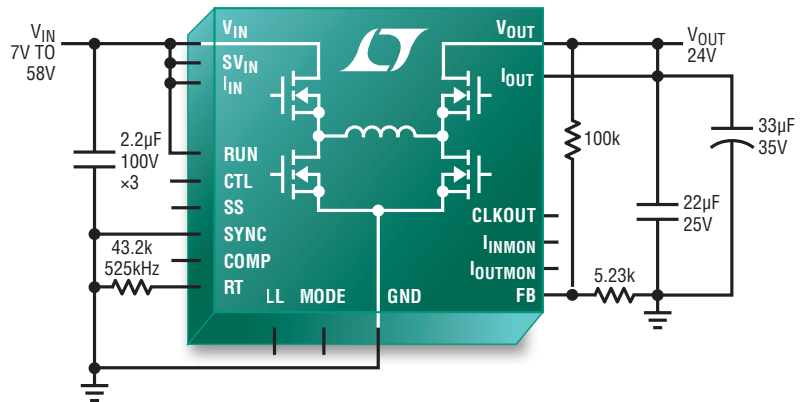 VIN
7V TO
58V
VIN
SVIN
IIN
RUN
CTL
SS
SYNC
COMP
RT
2.2µF
100V
×3
43.2k
525kHz
LL
MODE
GND
VOUT
IOUT
CLKOUT
IINMON
IOUTMON
FB
100k
5.23k
22µF
25V
33µF
35V
VOUT
24V